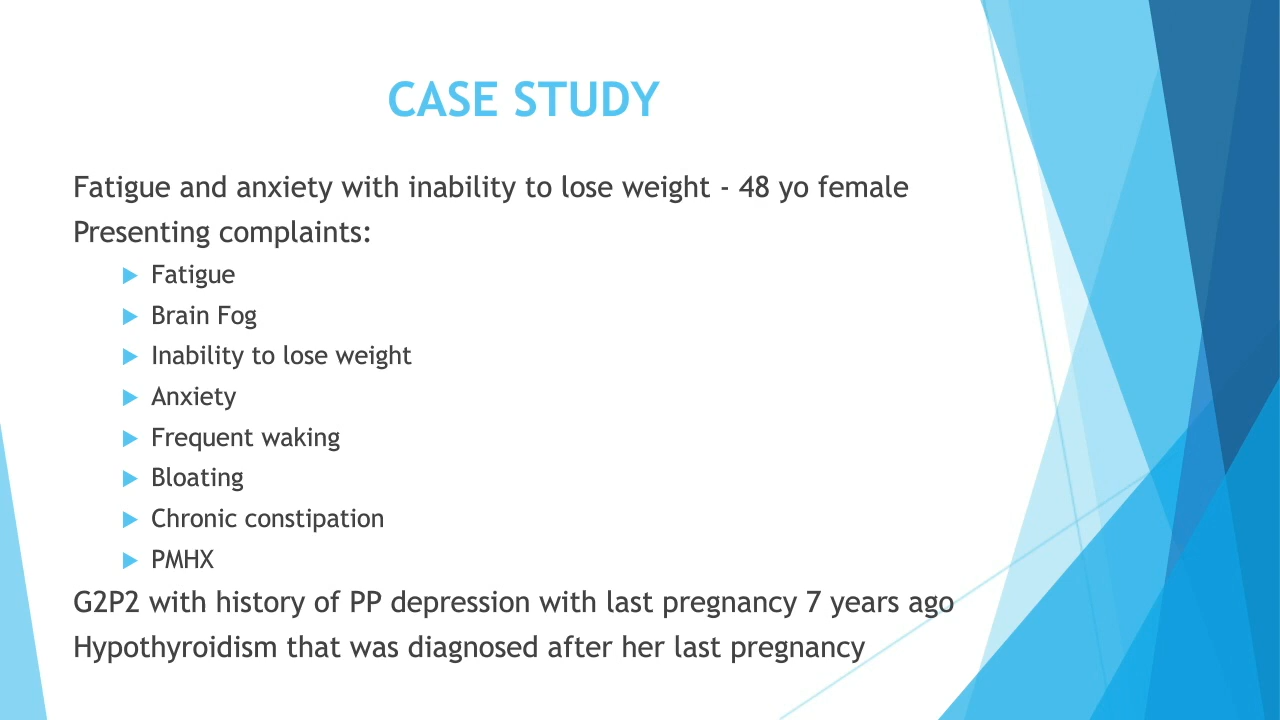 CASE STUDY
Fatigue and anxiety with inability to lose weight - 48 yo female
Presenting complaints:
Fatigue
Brain Fog
Inability to lose weight
Anxiety
Frequent waking
Bloating
Chronic constipation
PMHX
G2P2 with history of PP depression with last pregnancy 7 years ago
Hypothyroidism that was diagnosed after her last pregnancy